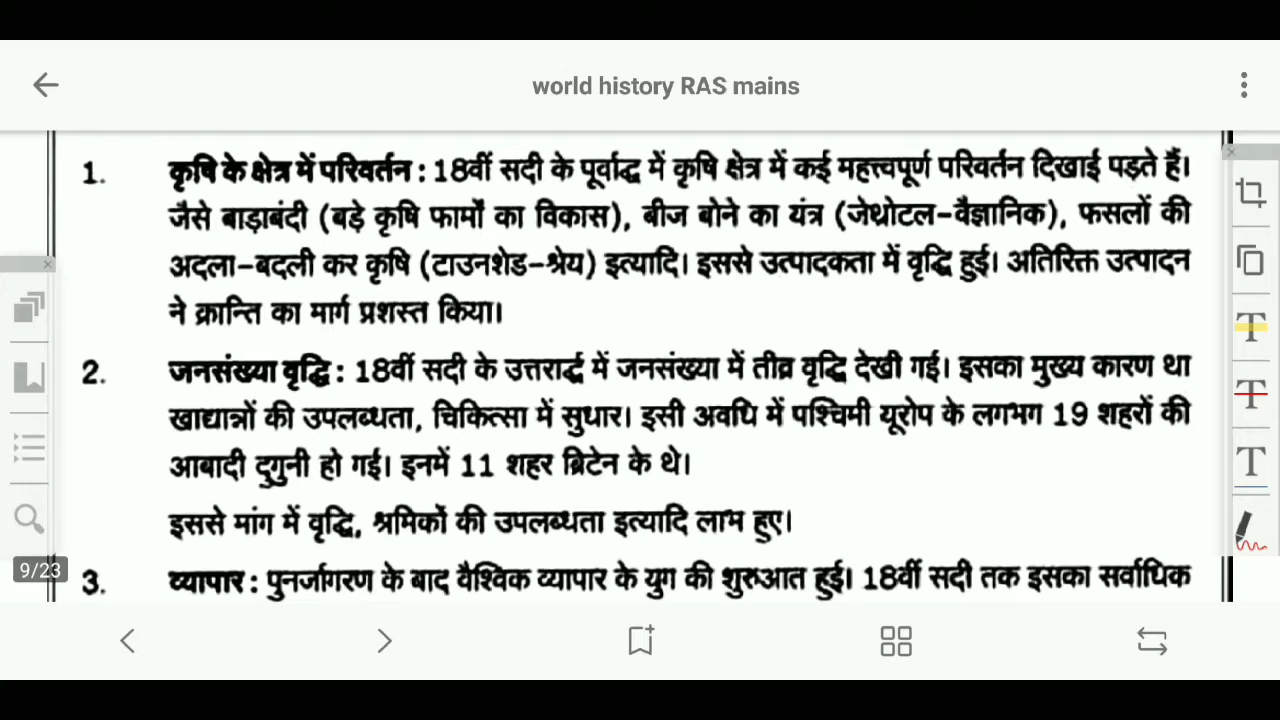 world history RAS mains
1. कृषि के क्षेत्र में परिवर्तन : 18वीं सदी के पूर्वाद्ध में कृषि क्षेत्र में कई महत्त्वपूर्ण परिवर्तन दिखाई पड़ते हैं।
जैसे बाड़ाबंदी (बड़े कृषि फार्मों का विकास), बीज बोने का यंत्र (जेथ्रोटल-वैज्ञानिक), फसलों की
अदला-बदली कर कृषि (टाउनशेड-श्रेय) इत्यादि। इससे उत्पादकता में वृद्धि हुई। अतिरिक्त उत्पादन
ने क्रान्ति का मार्ग प्रशस्त किया।
2. जनसंख्या वृद्धि : 18वीं सदी के उत्तरार्द्ध में जनसंख्या में तीव्र वृद्धि देखी गई। इसका मुख्य कारण था
खाद्यान्नों की उपलब्धता, चिकित्सा में सुधार। इसी अवधि में पश्चिमी यूरोप के लगभग 19 शहरों की
आबादी दुगुनी हो गई। इनमें 11 शहर ब्रिटेन के थे।
इससे मांग में वृद्धि, श्रमिकों की उपलब्धता इत्यादि लाभ हुए।
9/23
3. व्यापार : पुनर्जागरण के बाद वैश्विक व्यापार के युग की शुरुआत हुई। 18वीं सदी तक इसका सर्वाधिक